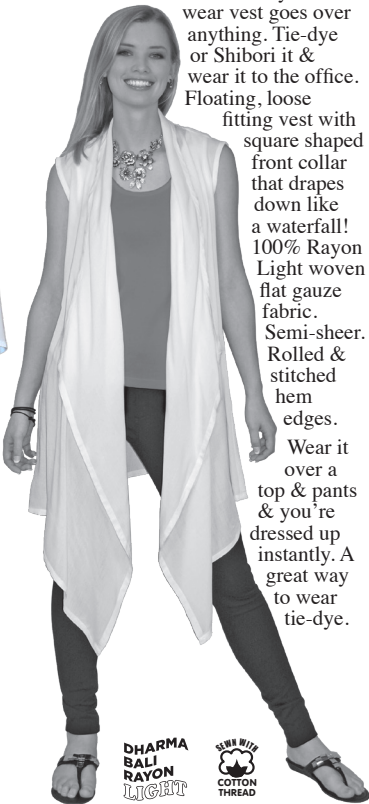 wear vest goes over
anything. Tie-dye
or Shibori it &
wear it to the office.
Floating, loose
fitting vest with
square shaped
front collar
that drapes
down like
a waterfall!
100% Rayon
Light woven
flat gauze
fabric.
Semi-sheer.
Rolled &
stitched
hem
edges.
Wear it
over a
top & pants
& you're
dressed up
instantly. A
great way
to wear
tie-dye.
DHARMA
BALI
RAYON
LIGHT
SEWN WITH
COTTON
THREAD